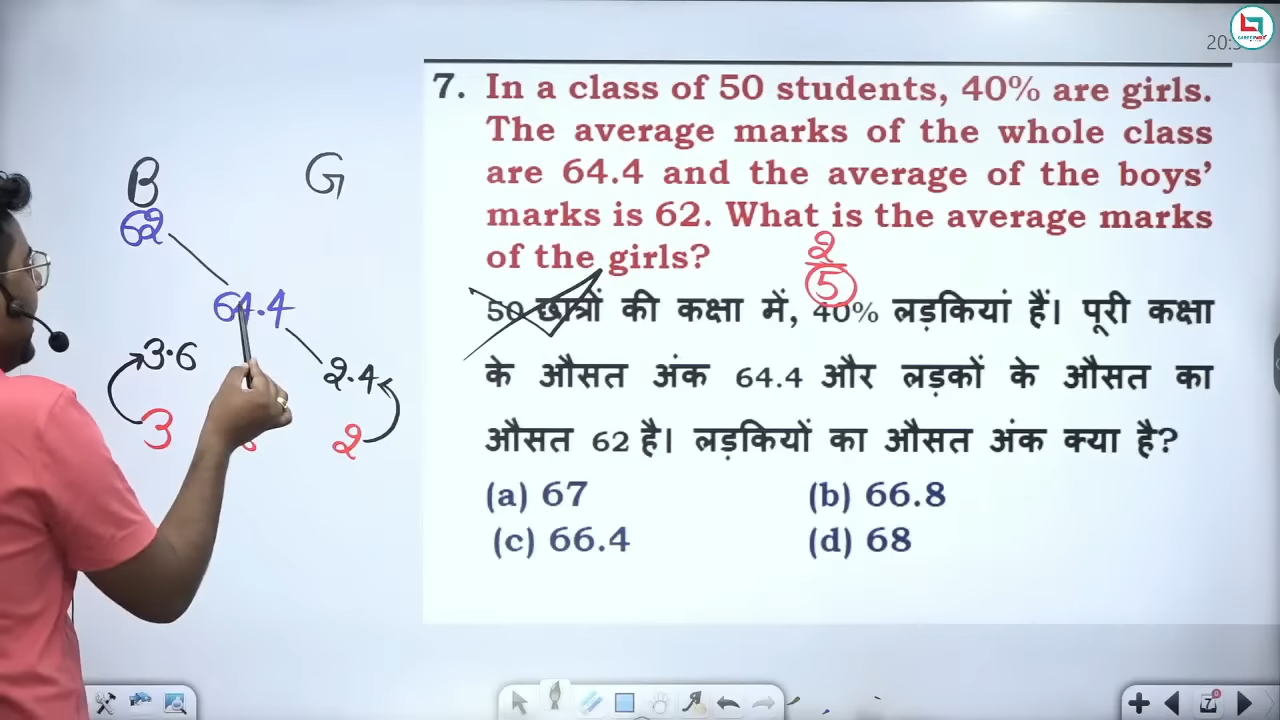 7. In a class of 50 students, 40% are girls.
The average marks of the whole class
are 64.4 and the average of the boys'
marks is 62. What is the average marks
of the girls?
2
5
50 छात्रों की कक्षा में, 40% लड़कियां हैं। पूरी कक्षा
के औसत अंक 64.4 और लड़कों के औसत का
औसत 62 है। लड़कियों का औसत अंक क्या है?
(a) 67 (b) 66.8
(c) 66.4 (d) 68
B G
62
64.4
3.6 2.4
3 2
7